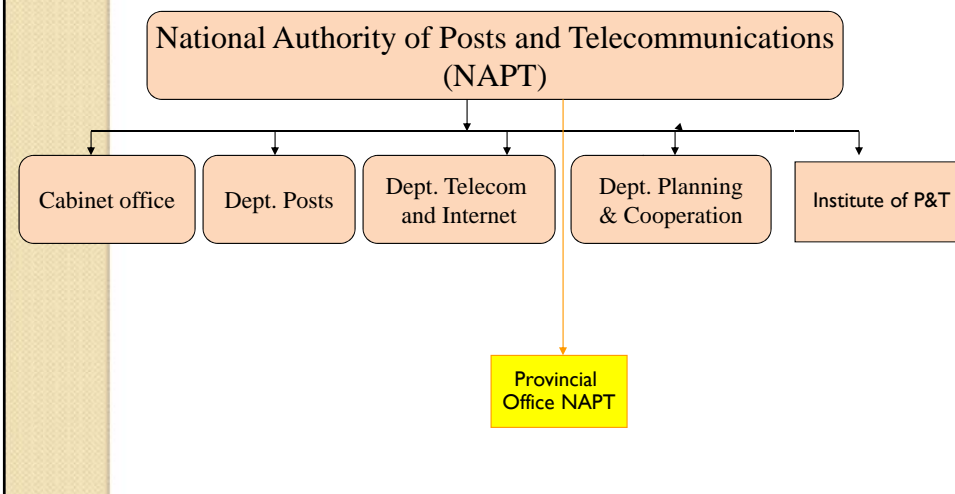 National Authority of Posts and Telecommunications
(NAPT)
Cabinet office
Dept. Posts
Dept. Telecom
and Internet
Dept. Planning
& Cooperation
Institute of P&T
Provincial
Office NAPT